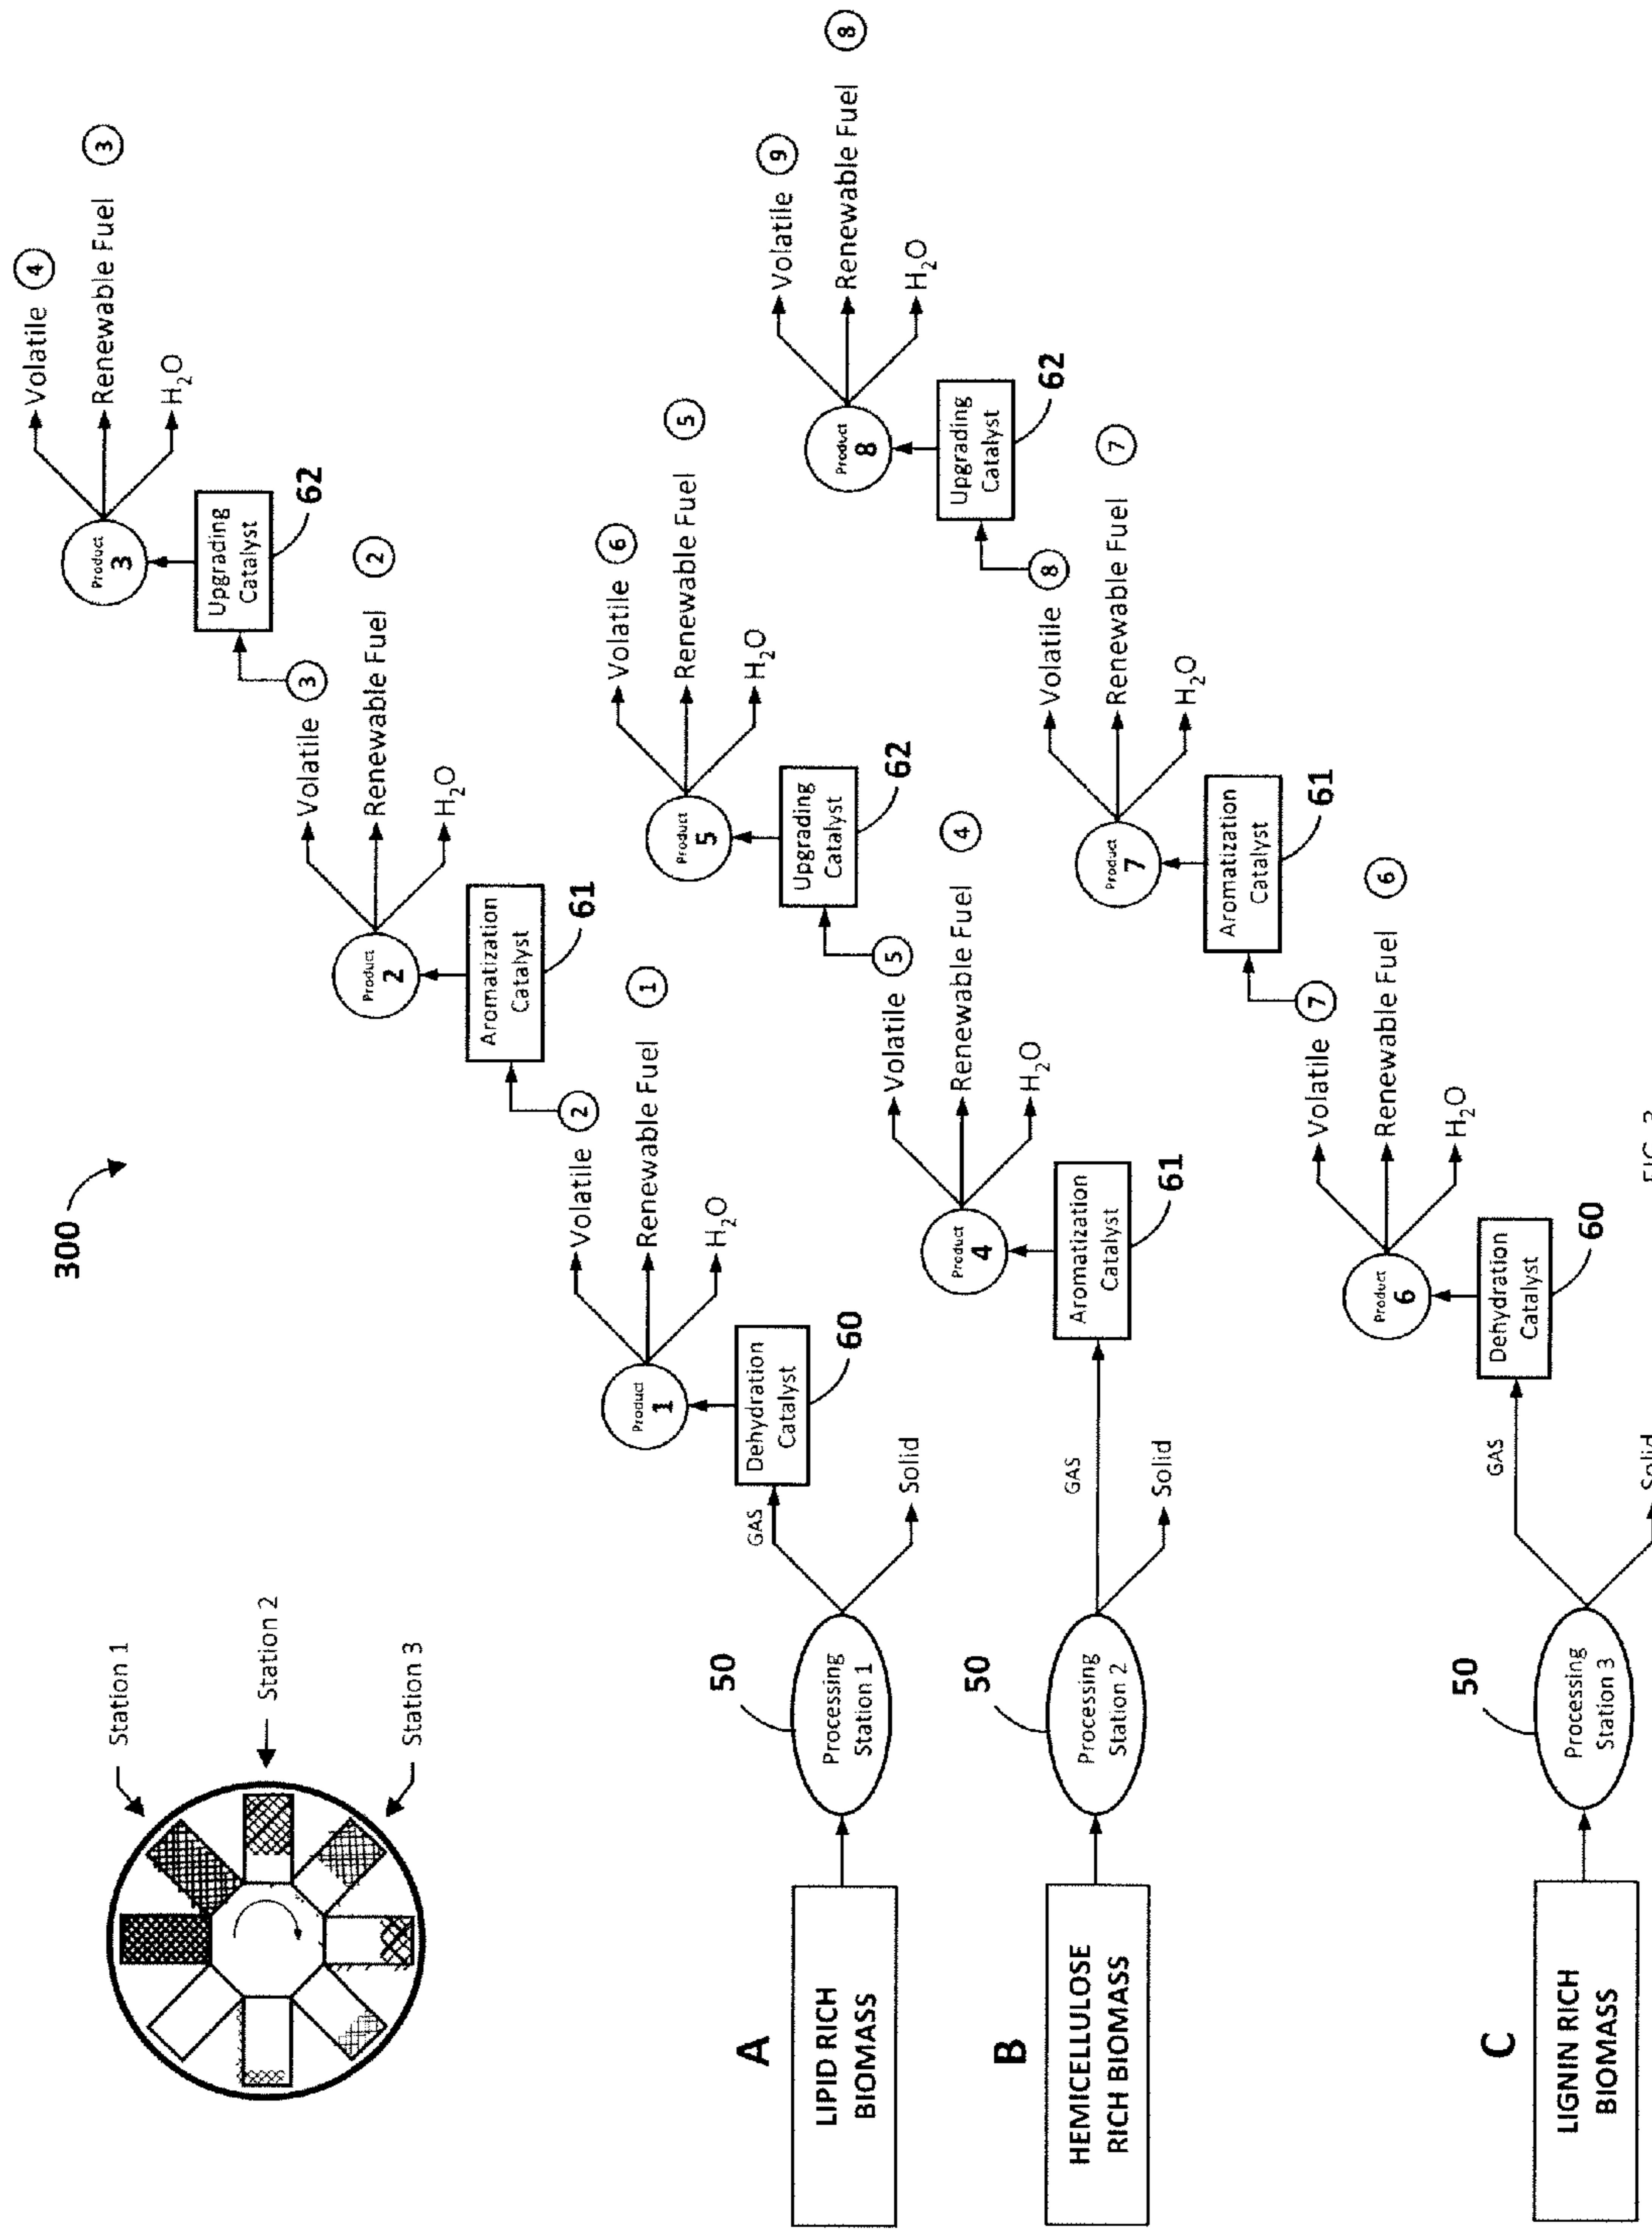 300
Station 1
Station 2
Station 3
A
LIPID RICH
BIOMASS
50
Processing
Station 1
GAS
Solid
Dehydration
Catalyst
60
Product
1
Volatile 2
Renewable Fuel 1
H₂O
Aromatization
Catalyst
61
Product
2
Volatile 3
Renewable Fuel 2
H₂O
Upgrading
Catalyst
62
Product
3
Volatile 4
Renewable Fuel 3
H₂O
B
HEMICELLULOSE
RICH BIOMASS
50
Processing
Station 2
GAS
Solid
Aromatization
Catalyst
61
Product
4
Volatile 5
Renewable Fuel 4
H₂O
Upgrading
Catalyst
62
Product
5
Volatile 6
Renewable Fuel 5
H₂O
C
LIGNIN RICH
BIOMASS
50
Processing
Station 3
GAS
Solid
Dehydration
Catalyst
60
Product
6
Volatile 7
Renewable Fuel 6
H₂O
Aromatization
Catalyst
61
Product
7
Volatile 8
Renewable Fuel 7
H₂O
Upgrading
Catalyst
62
Product
8
Volatile 9
Renewable Fuel 8
H₂O